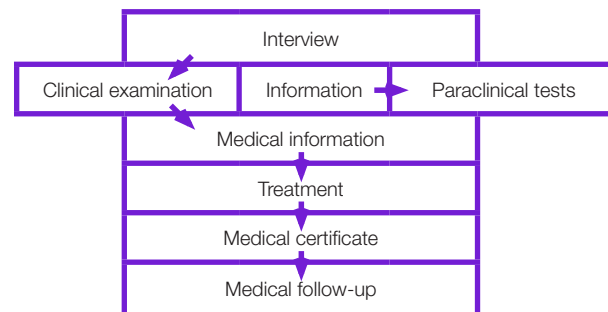 Interview
Clinical examination
Information
Paraclinical tests
Medical information
Treatment
Medical certificate
Medical follow-up